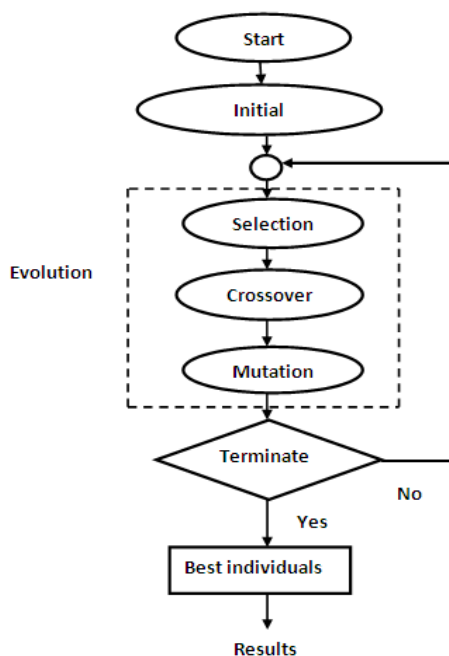 Start
Initial
Selection
Evolution
Crossover
Mutation
Terminate
No
Yes
Best individuals
Results